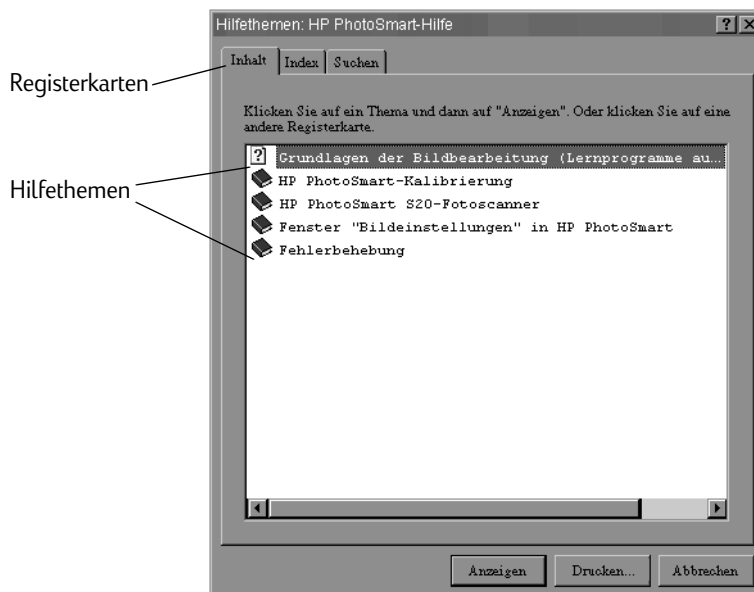 Hilfethemen: HP PhotoSmart-Hilfe
Inhalt Index Suchen
Registerkarten
Klicken Sie auf ein Thema und dann auf "Anzeigen". Oder klicken Sie auf eine
andere Registerkarte.
Grundlagen der Bildbearbeitung (Lernprogramme au...
HP PhotoSmart-Kalibrierung
Hilfethemen
HP PhotoSmart S20-Fotoscanner
Fenster "Bildeinstellungen" in HP PhotoSmart
Fehlerbehebung
Anzeigen Drucken... Abbrechen